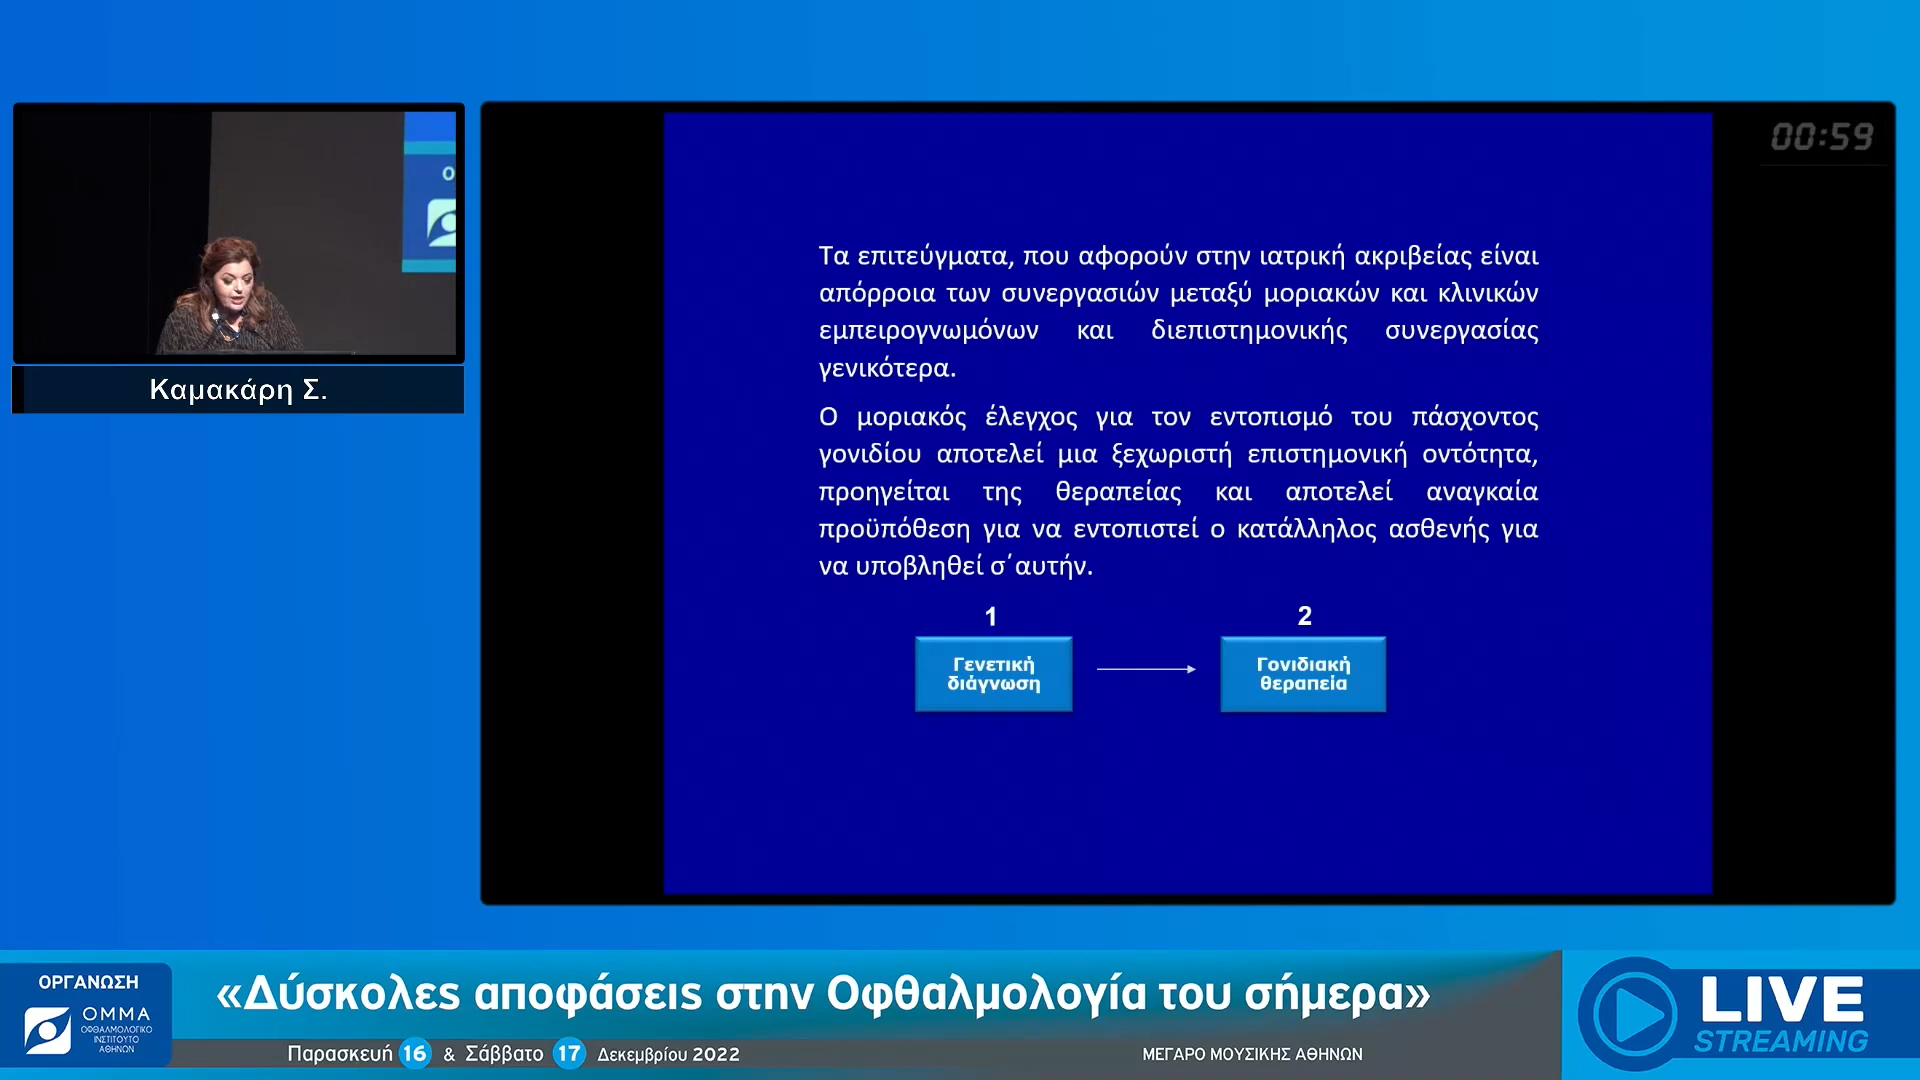 00:59
Καμακάρη Σ.
Τα επιτεύγματα, που αφορούν στην ιατρική ακριβείας είναι
απόρροια των συνεργασιών μεταξύ μοριακών και κλινικών
εμπειρογνωμόνων και διεπιστημονικής συνεργασίας
γενικότερα.
Ο μοριακός έλεγχος για τον εντοπισμό του πάσχοντος
γονιδίου αποτελεί μια ξεχωριστή επιστημονική οντότητα,
προηγείται της θεραπείας και αποτελεί αναγκαία
προϋπόθεση για να εντοπιστεί ο κατάλληλος ασθενής για
να υποβληθεί σ΄αυτήν.
1
2
Γενετική
διάγνωση
Γονιδιακή
θεραπεία
ΟΡΓΑΝΩΣΗ
ΟΜΜΑ
ΟΦΘΑΛΜΟΛΟΓΙΚΟ
ΙΝΣΤΙΤΟΥΤΟ
ΑΘΗΝΩΝ
«Δύσκολες αποφάσεις στην Οφθαλμολογία του σήμερα»
Παρασκευή 16 & Σάββατο 17 Δεκεμβρίου 2022
ΜΕΓΑΡΟ ΜΟΥΣΙΚΗΣ ΑΘΗΝΩΝ
LIVE
STREAMING